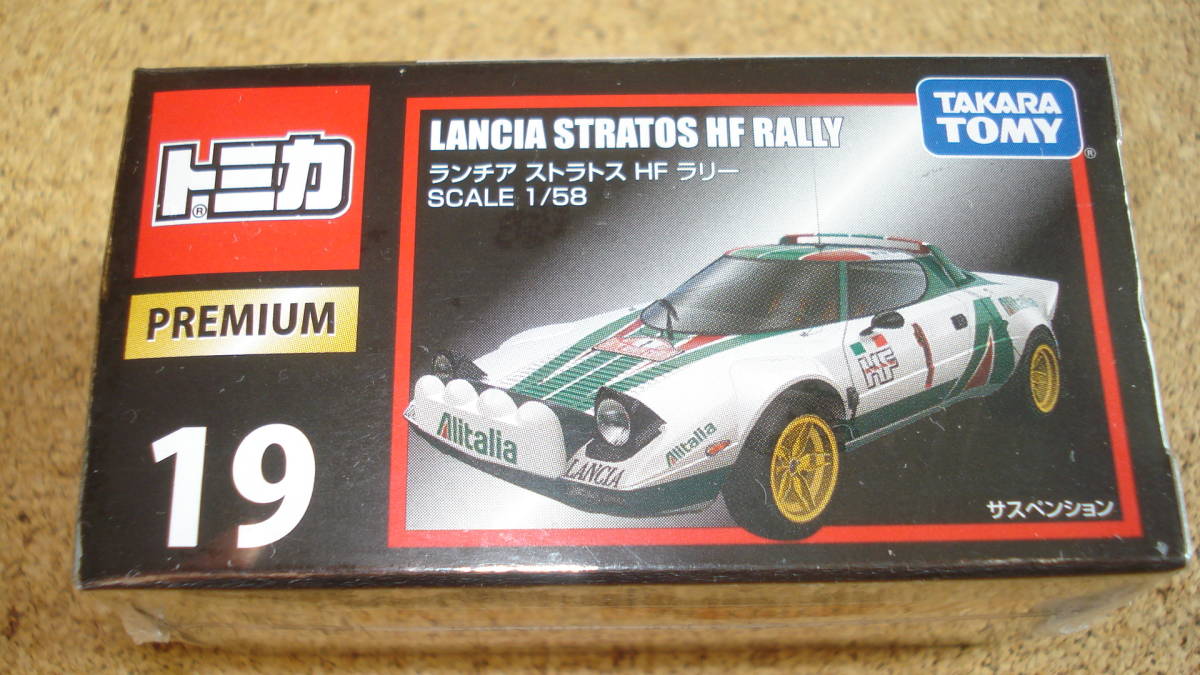 トミカ
®
PREMIUM
19
LANCIA STRATOS HF RALLY
ランチア ストラトス HF ラリー
SCALE 1/58
TAKARA
TOMY
®
HF
1
Alitalia
Alitalia
Alitalia
LANCIA
サスペンション